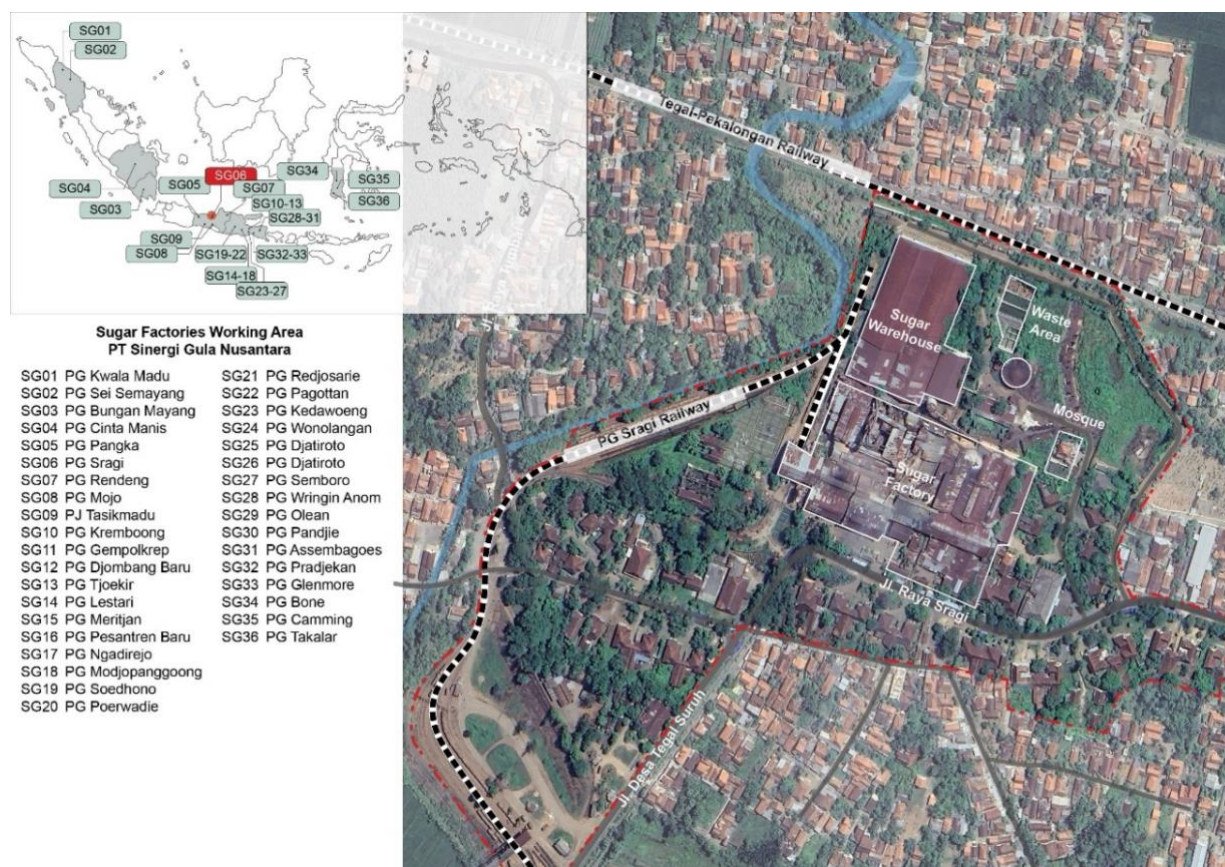 SG01
SG02
SG04
SG03
SG05
SG06
SG07
SG10-13
SG28-31
SG34
SG35
SG36
SG09
SG08
SG19-22
SG32-33
SG14-18
SG23-27
Sugar Factories Working Area
PT Sinergi Gula Nusantara
SG01 PG Kwala Madu
SG02 PG Sei Semayang
SG03 PG Bungan Mayang
SG04 PG Cinta Manis
SG05 PG Pangka
SG06 PG Sragi
SG07 PG Rendeng
SG08 PG Mojo
SG09 PJ Tasikmadu
SG10 PG Kremboong
SG11 PG Gempolkrep
SG12 PG Djombang Baru
SG13 PG Tjoekir
SG14 PG Lestari
SG15 PG Meritjan
SG16 PG Pesantren Baru
SG17 PG Ngadirejo
SG18 PG Modjopanggoong
SG19 PG Soedhono
SG20 PG Poerwadie
SG21 PG Redjosarie
SG22 PG Pagottan
SG23 PG Kedawoeng
SG24 PG Wonolangan
SG25 PG Djatiroto
SG26 PG Djatiroto
SG27 PG Semboro
SG28 PG Wringin Anom
SG29 PG Olean
SG30 PG Pandjie
SG31 PG Assembagoes
SG32 PG Pradjekan
SG33 PG Glenmore
SG34 PG Bone
SG35 PG Camming
SG36 PG Takalar
Tegal-Pekalongan Railway
Sugar
Warehouse
Waste
Area
PG Sragi Railway
Mosque
Sugar
Factory
Jl. Raya Sragi
Jl. Desa Tegal Suruh